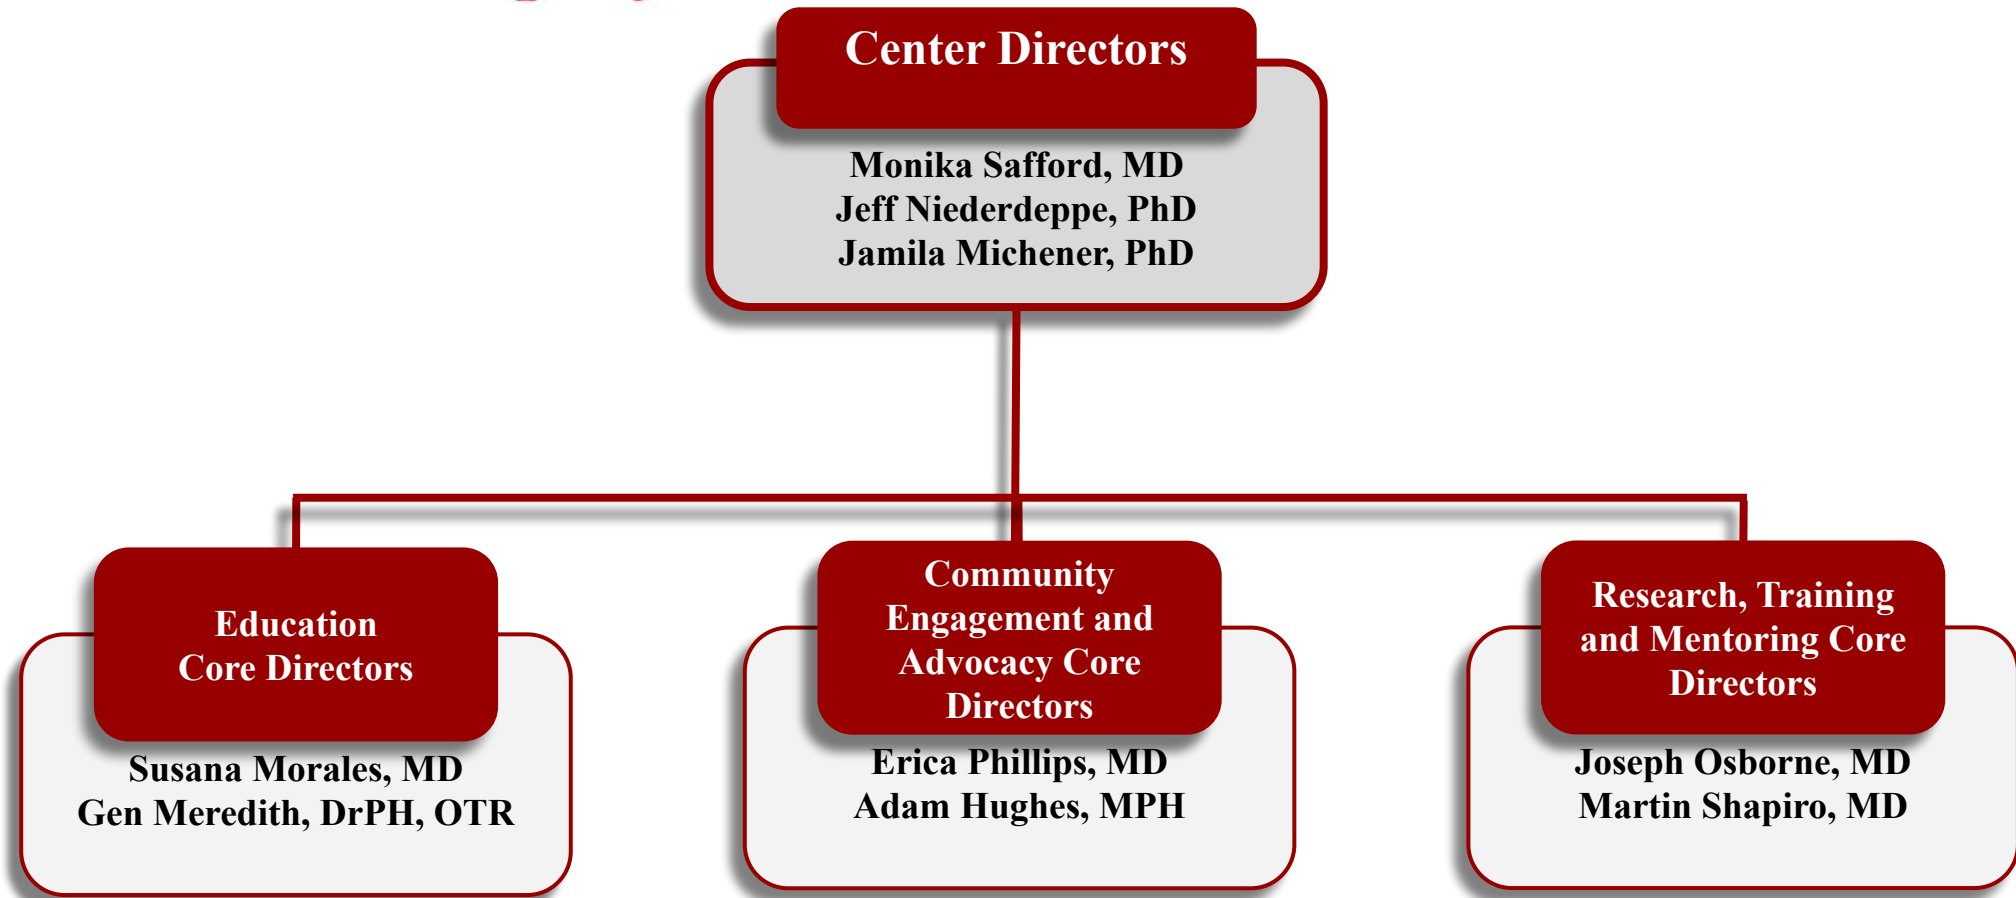 Center Directors
Monika Safford, MD
Jeff Niederdeppe, PhD
Jamila Michener, PhD
Education
Core Directors
Susana Morales, MD
Gen Meredith, DrPH, OTR
Community
Engagement and
Advocacy Core
Directors
Erica Phillips, MD
Adam Hughes, MPH
Research, Training
and Mentoring Core
Directors
Joseph Osborne, MD
Martin Shapiro, MD